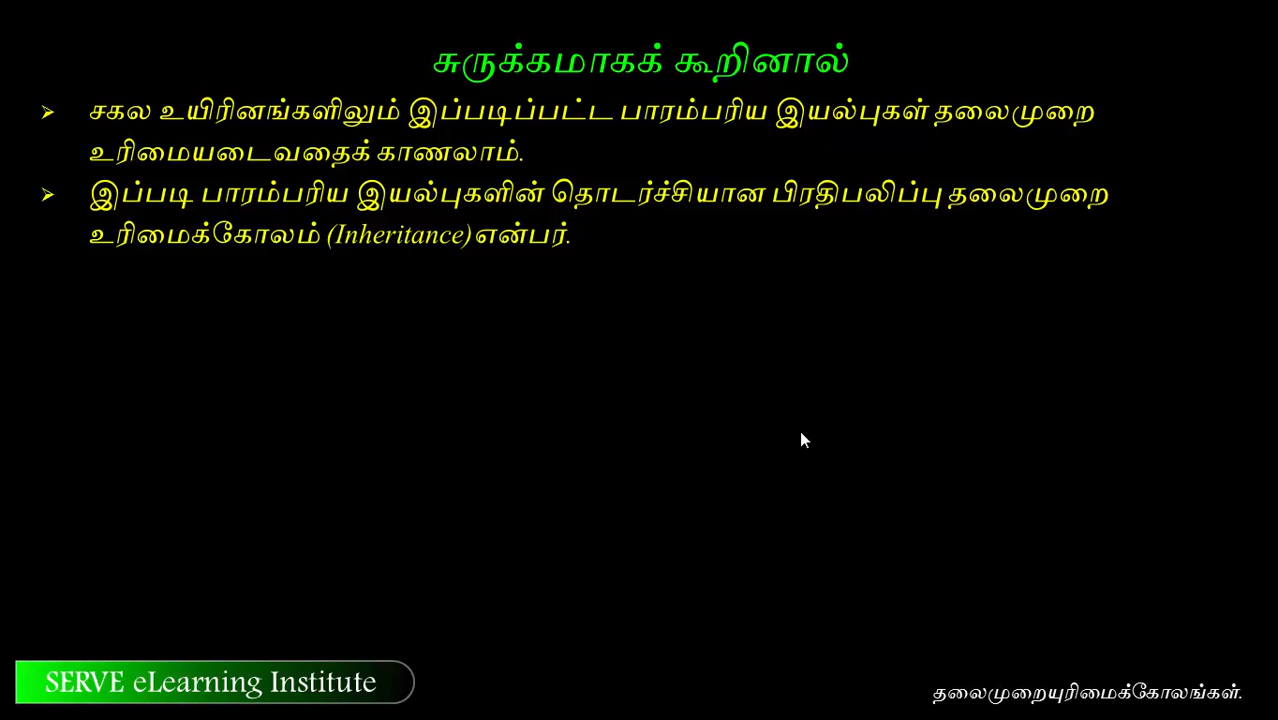 சுருக்கமாகக் கூறினால்
சகல உயிரினங்களிலும் இப்படிப்பட்ட பாரம்பரிய இயல்புகள் தலைமுறை
உரிமையடைவதைக் காணலாம்.
இப்படி பாரம்பரிய இயல்புகளின் தொடர்ச்சியான பிரதிபலிப்பு தலைமுறை
உரிமைக்கோலம் (Inheritance) என்பர்.
SERVE eLearning Institute
தலைமுறையுரிமைக்கோலங்கள்.